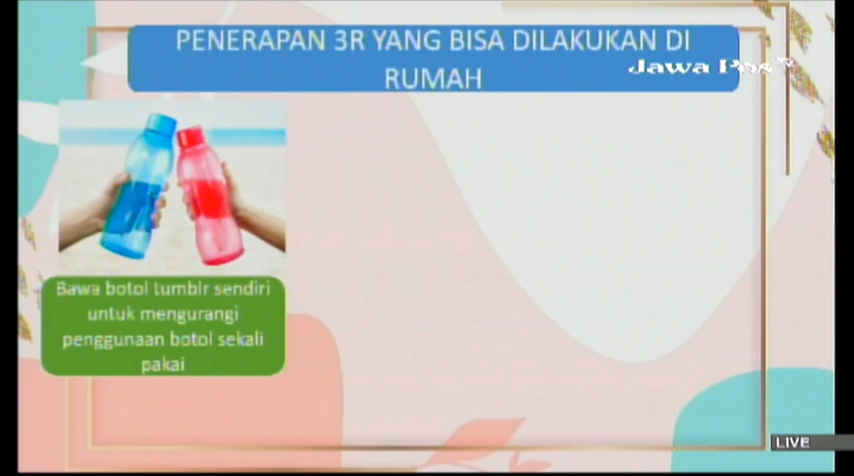 PENERAPAN 3R YANG BISA DILAKUKAN DI
RUMAH
Jawa Pos TV
Bawa botol tumblr sendiri
untuk mengurangi
penggunaan botol sekali
pakai
LIVE